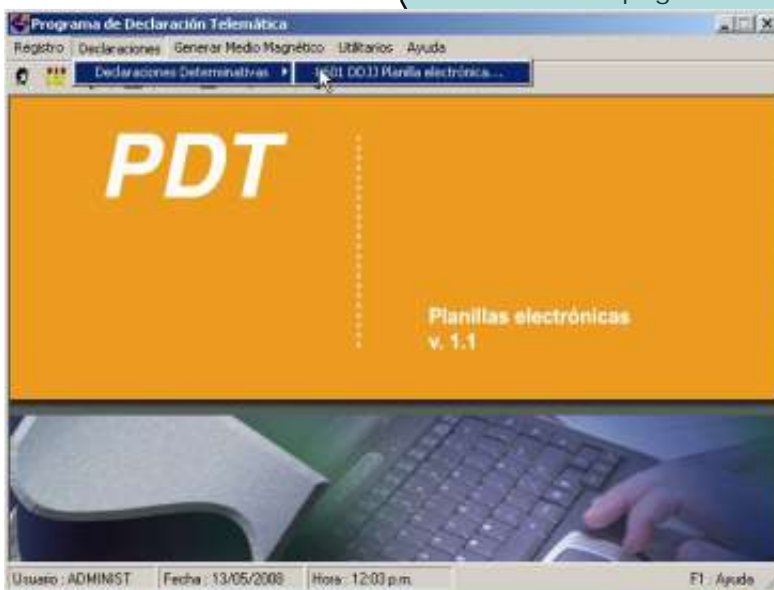 Programa de Declaración Telemática
Registro Declaraciones Generar Medio Magnético Utilitarios Ayuda
Declaraciones Determinativas
0601 DDJJ Planilla electrónica...
PDT
Planillas electrónicas
v. 1.1
Usuario : ADMINIST Fecha : 13/05/2008 Hora : 12:03 p.m. F1 : Ayuda